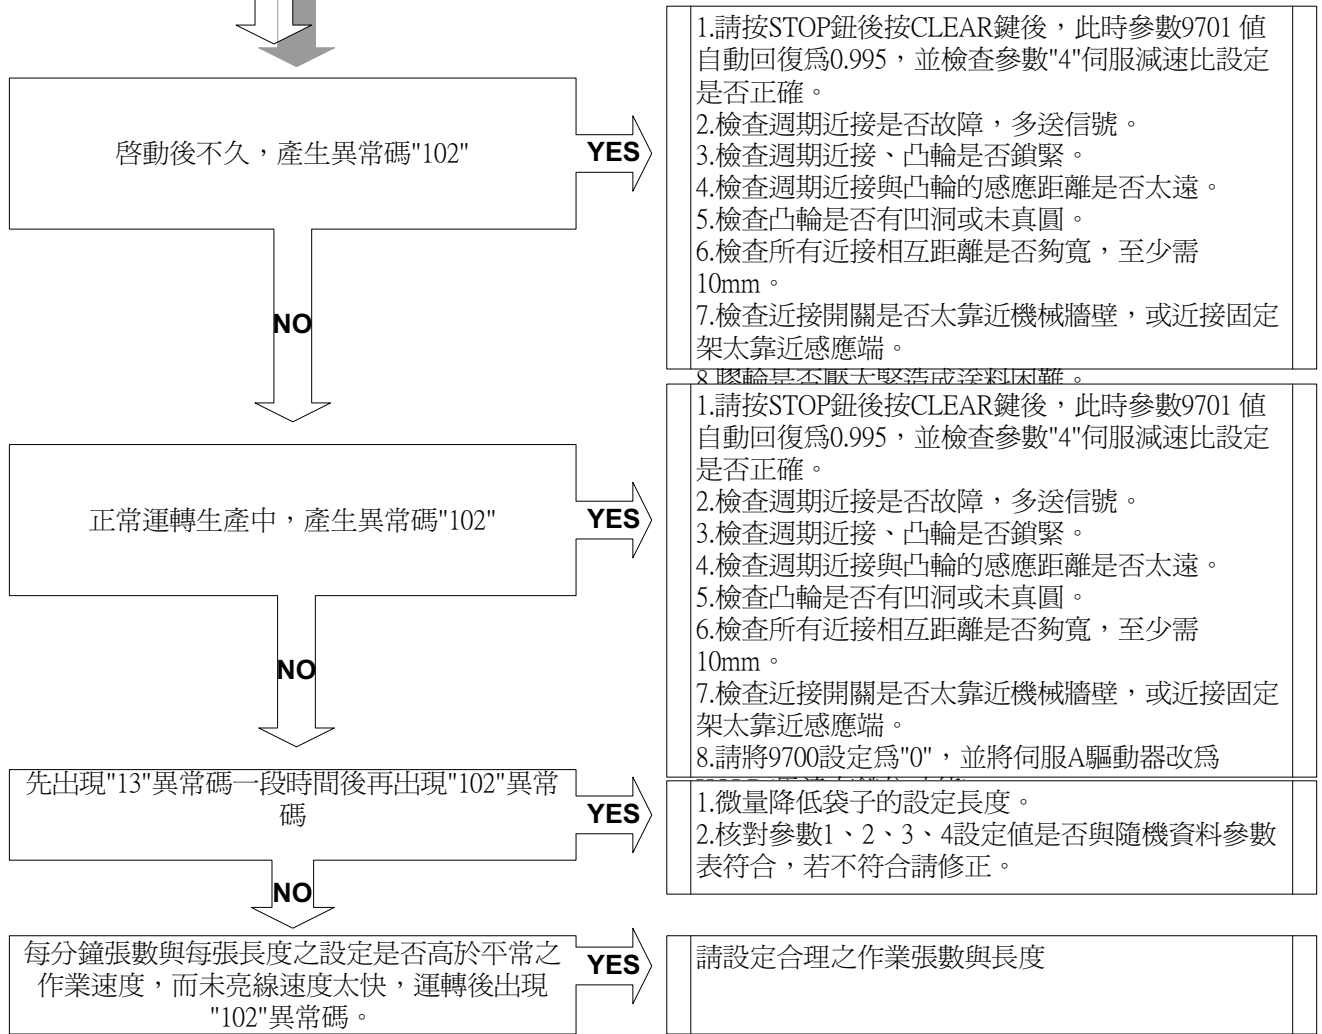 啓動後不久，產生異常碼"102"
YES
1.請按STOP鈕後按CLEAR鍵後，此時參數9701 值
自動回復爲0.995，並檢查參數"4"伺服減速比設定
是否正確。
2.檢查週期近接是否故障，多送信號。
3.檢查週期近接、凸輪是否鎖緊。
4.檢查週期近接與凸輪的感應距離是否太遠。
5.檢查凸輪是否有凹洞或未真圓。
6.檢查所有近接相互距離是否夠寬，至少需
10mm。
7.檢查近接開關是否太靠近機械牆壁，或近接固定
架太靠近感應端。
8.膠輪是否壓太緊造成送料困難。
NO
正常運轉生產中，產生異常碼"102"
YES
1.請按STOP鈕後按CLEAR鍵後，此時參數9701 值
自動回復爲0.995，並檢查參數"4"伺服減速比設定
是否正確。
2.檢查週期近接是否故障，多送信號。
3.檢查週期近接、凸輪是否鎖緊。
4.檢查週期近接與凸輪的感應距離是否太遠。
5.檢查凸輪是否有凹洞或未真圓。
6.檢查所有近接相互距離是否夠寬，至少需
10mm。
7.檢查近接開關是否太靠近機械牆壁，或近接固定
架太靠近感應端。
8.請將9700設定爲"0"，並將伺服A驅動器改爲
NO
先出現"13"異常碼一段時間後再出現"102"異常
碼
YES
1.微量降低袋子的設定長度。
2.核對參數1、2、3、4設定值是否與隨機資料參數
表符合，若不符合請修正。
NO
每分鐘張數與每張長度之設定是否高於平常之
作業速度，而未亮線速度太快，運轉後出現
"102"異常碼。
YES
請設定合理之作業張數與長度